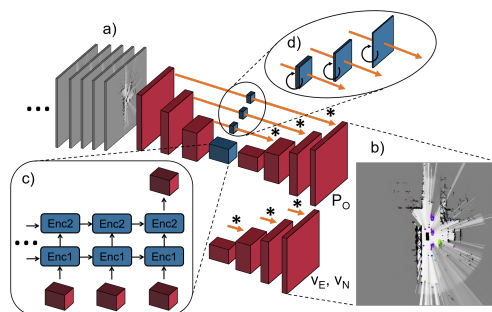 a)
d)
*
*
*
b)
c)
P_O
Enc2 Enc2 Enc2
Enc1 Enc1 Enc1
*
*
*
v_E, v_N